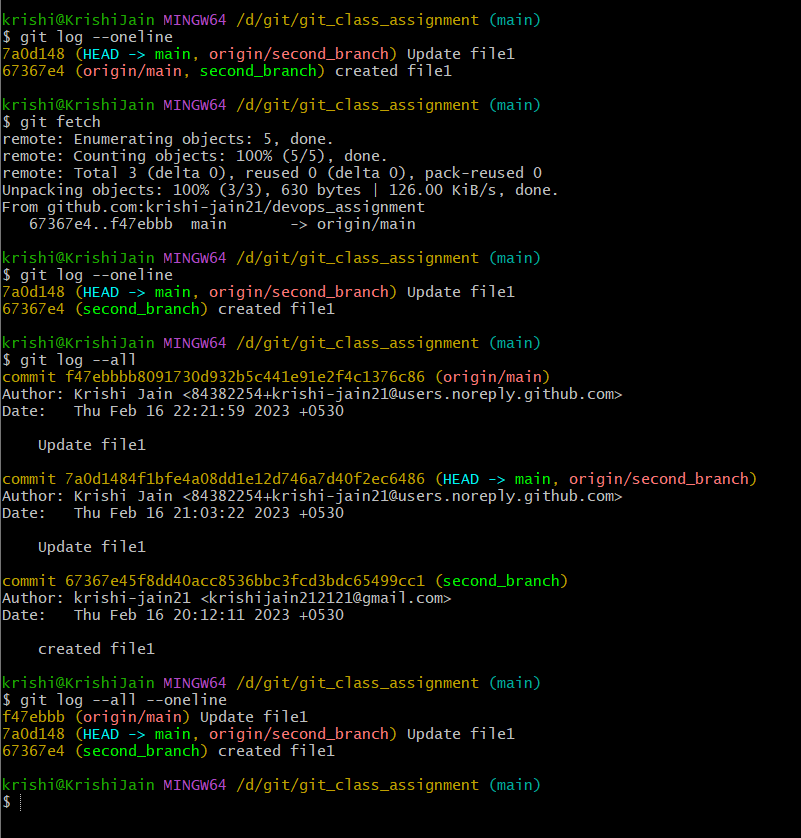 krishi@KrishiJain MINGW64 /d/git/git_class_assignment (main)
$ git log --oneline
7a0d148 (HEAD -> main, origin/second_branch) Update file1
67367e4 (origin/main, second_branch) created file1
krishi@KrishiJain MINGW64 /d/git/git_class_assignment (main)
$ git fetch
remote: Enumerating objects: 5, done.
remote: Counting objects: 100% (5/5), done.
remote: Total 3 (delta 0), reused 0 (delta 0), pack-reused 0
Unpacking objects: 100% (3/3), 630 bytes | 126.00 KiB/s, done.
From github.com:krishi-jain21/devops_assignment
   67367e4..f47ebbb  main       -> origin/main
krishi@KrishiJain MINGW64 /d/git/git_class_assignment (main)
$ git log --oneline
7a0d148 (HEAD -> main, origin/second_branch) Update file1
67367e4 (second_branch) created file1
krishi@KrishiJain MINGW64 /d/git/git_class_assignment (main)
$ git log --all
commit f47ebbbb8091730d932b5c441e91e2f4c1376c86 (origin/main)
Author: Krishi Jain <84382254+krishi-jain21@users.noreply.github.com>
Date:   Thu Feb 16 22:21:59 2023 +0530
    Update file1
commit 7a0d1484f1bfe4a08dd1e12d746a7d40f2ec6486 (HEAD -> main, origin/second_branch)
Author: Krishi Jain <84382254+krishi-jain21@users.noreply.github.com>
Date:   Thu Feb 16 21:03:22 2023 +0530
    Update file1
commit 67367e45f8dd40acc8536bbc3fcd3bdc65499cc1 (second_branch)
Author: krishi-jain21 <krishijain212121@gmail.com>
Date:   Thu Feb 16 20:12:11 2023 +0530
    created file1
krishi@KrishiJain MINGW64 /d/git/git_class_assignment (main)
$ git log --all --oneline
f47ebbb (origin/main) Update file1
7a0d148 (HEAD -> main, origin/second_branch) Update file1
67367e4 (second_branch) created file1
krishi@KrishiJain MINGW64 /d/git/git_class_assignment (main)
$